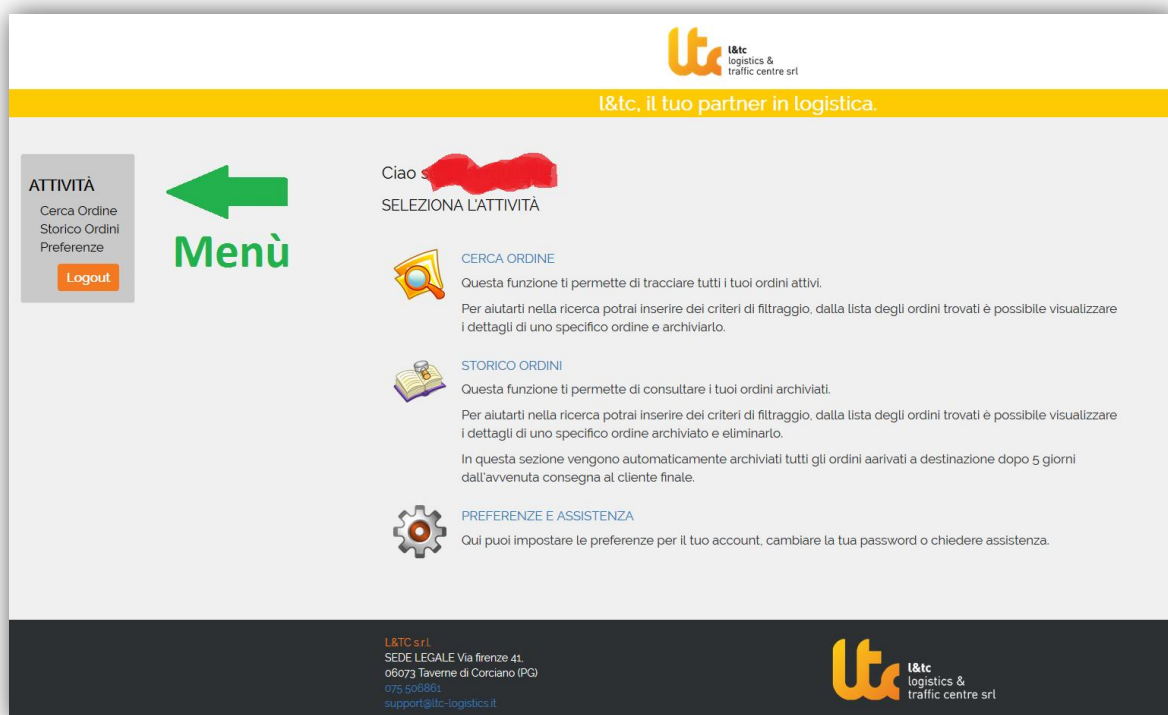 l&tc
logistics &
traffic centre srl
l&tc, il tuo partner in logistica.
ATTIVITÀ
Cerca Ordine
Storico Ordini
Preferenze
Logout
Menù
Ciao
SELEZIONA L'ATTIVITÀ
CERCA ORDINE
Questa funzione ti permette di tracciare tutti i tuoi ordini attivi.
Per aiutarti nella ricerca potrai inserire dei criteri di filtraggio, dalla lista degli ordini trovati è possibile visualizzare
i dettagli di uno specifico ordine e archiviarlo.
STORICO ORDINI
Questa funzione ti permette di consultare i tuoi ordini archiviati.
Per aiutarti nella ricerca potrai inserire dei criteri di filtraggio, dalla lista degli ordini trovati è possibile visualizzare
i dettagli di uno specifico ordine archiviato e eliminarlo.
In questa sezione vengono automaticamente archiviati tutti gli ordini aarivati a destinazione dopo 5 giorni
dall'avvenuta consegna al cliente finale.
PREFERENZE E ASSISTENZA
Qui puoi impostare le preferenze per il tuo account, cambiare la tua password o chiedere assistenza.
L&TC s.r.l.
SEDE LEGALE Via firenze 41,
06073 Taverne di Corciano (PG)
075 506861
support@ltc-logistics.it
l&tc
logistics &
traffic centre srl